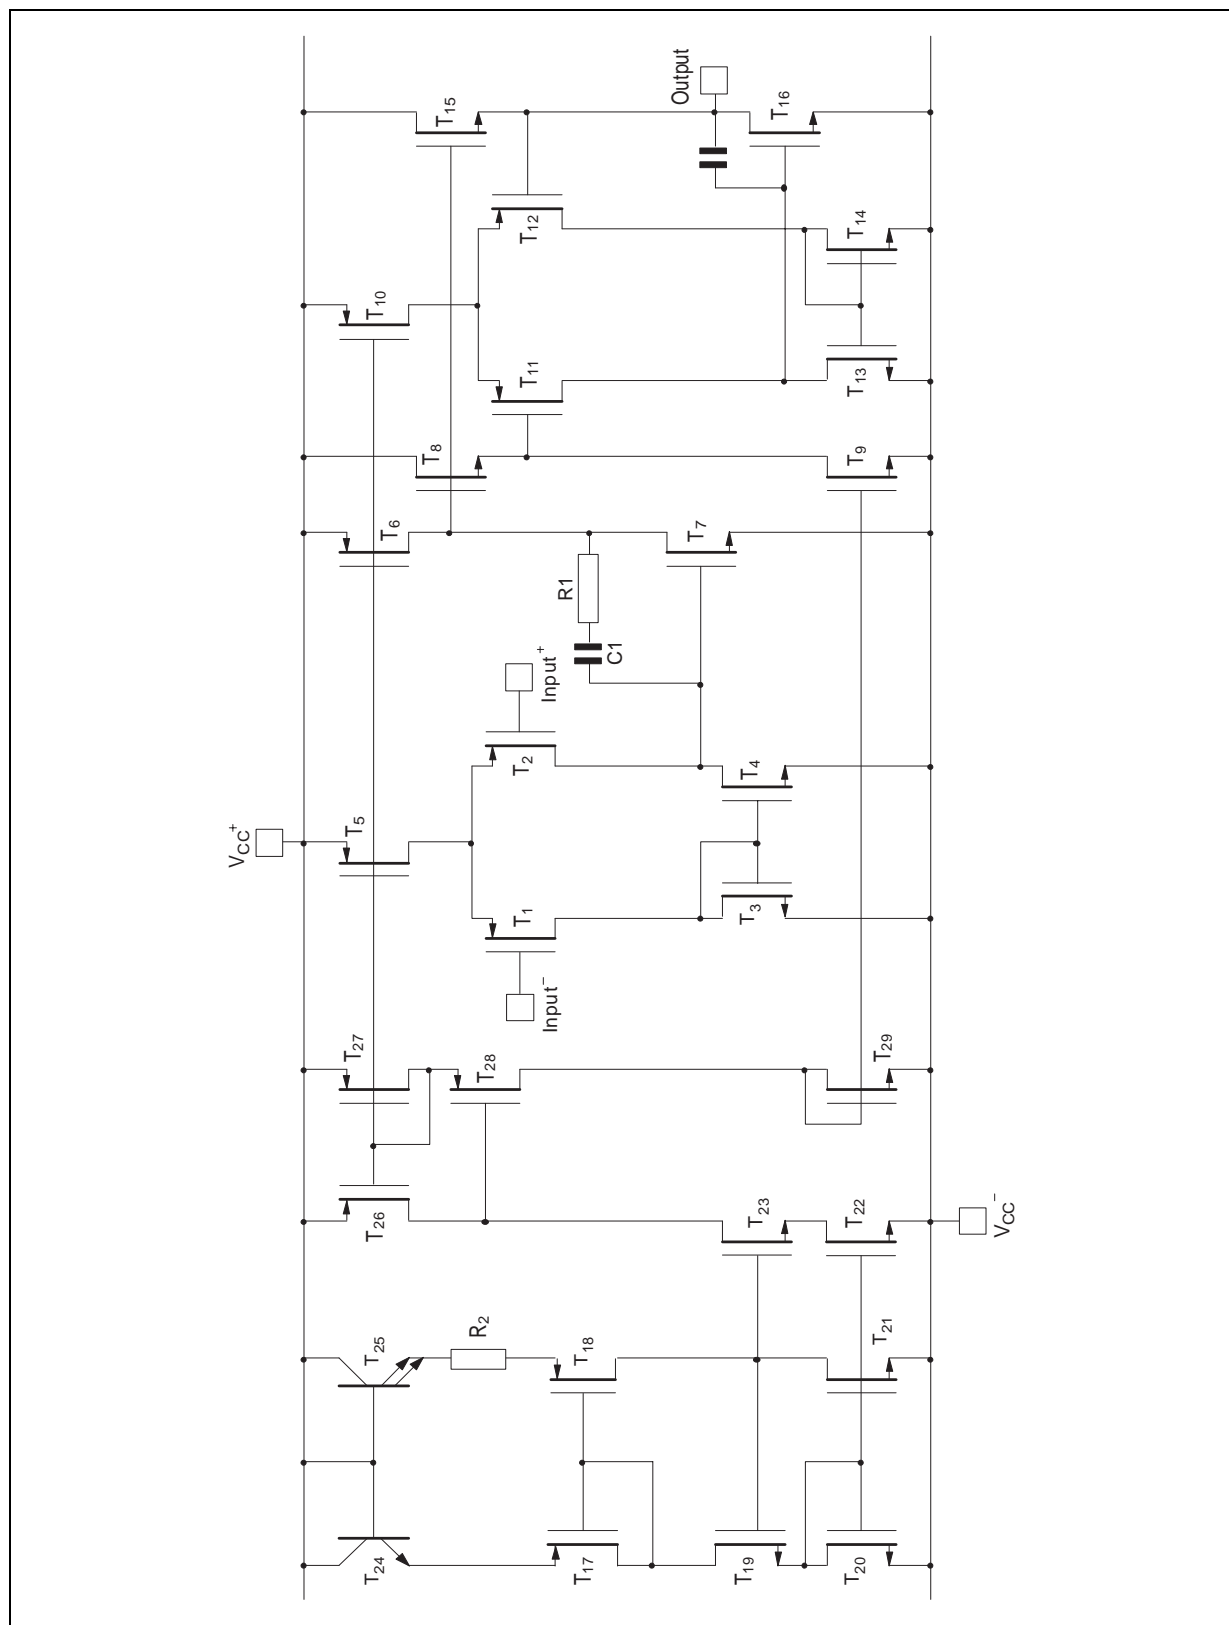 T24
T25
R2
T17
T18
T19
T20
T21
T26
T23
T22
VCC−
T27
T28
T29
Input−
T1
T3
VCC+
T5
T2
T4
Input+
C1
R1
T6
T7
T8
T9
T10
T11
T12
T13
T14
T15
Output
T16